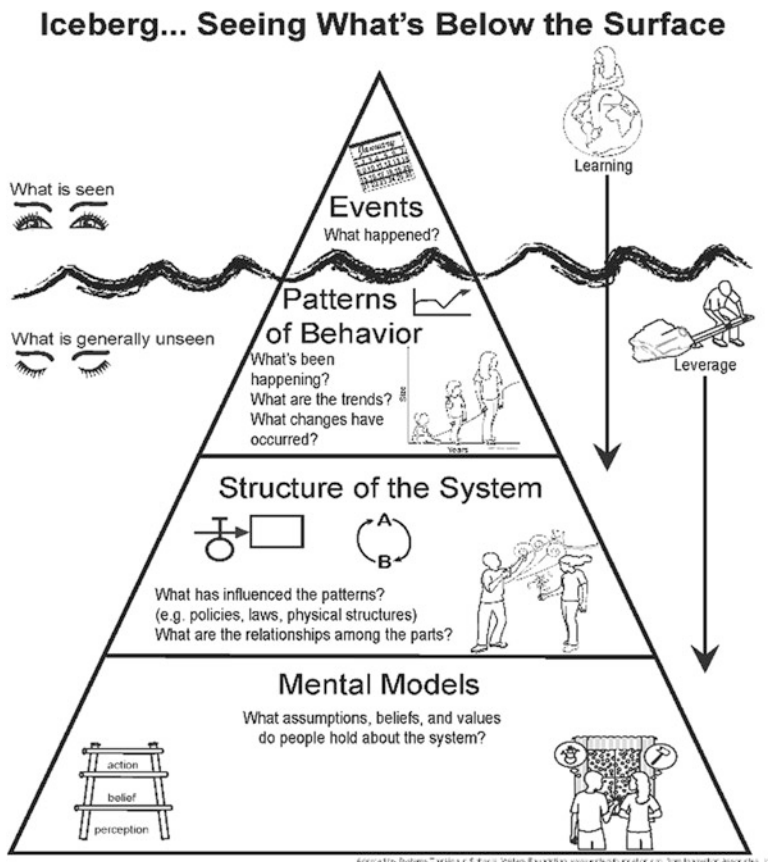 Iceberg... Seeing What's Below the Surface
Learning
What is seen
January
Events
What happened?
Patterns
of Behavior
What is generally unseen
What's been
happening?
What are the trends?
What changes have
occurred?
Size
Years
Leverage
Structure of the System
A
B
What has influenced the patterns?
(e.g. policies, laws, physical structures)
What are the relationships among the parts?
Mental Models
What assumptions, beliefs, and values
do people hold about the system?
action
belief
perception